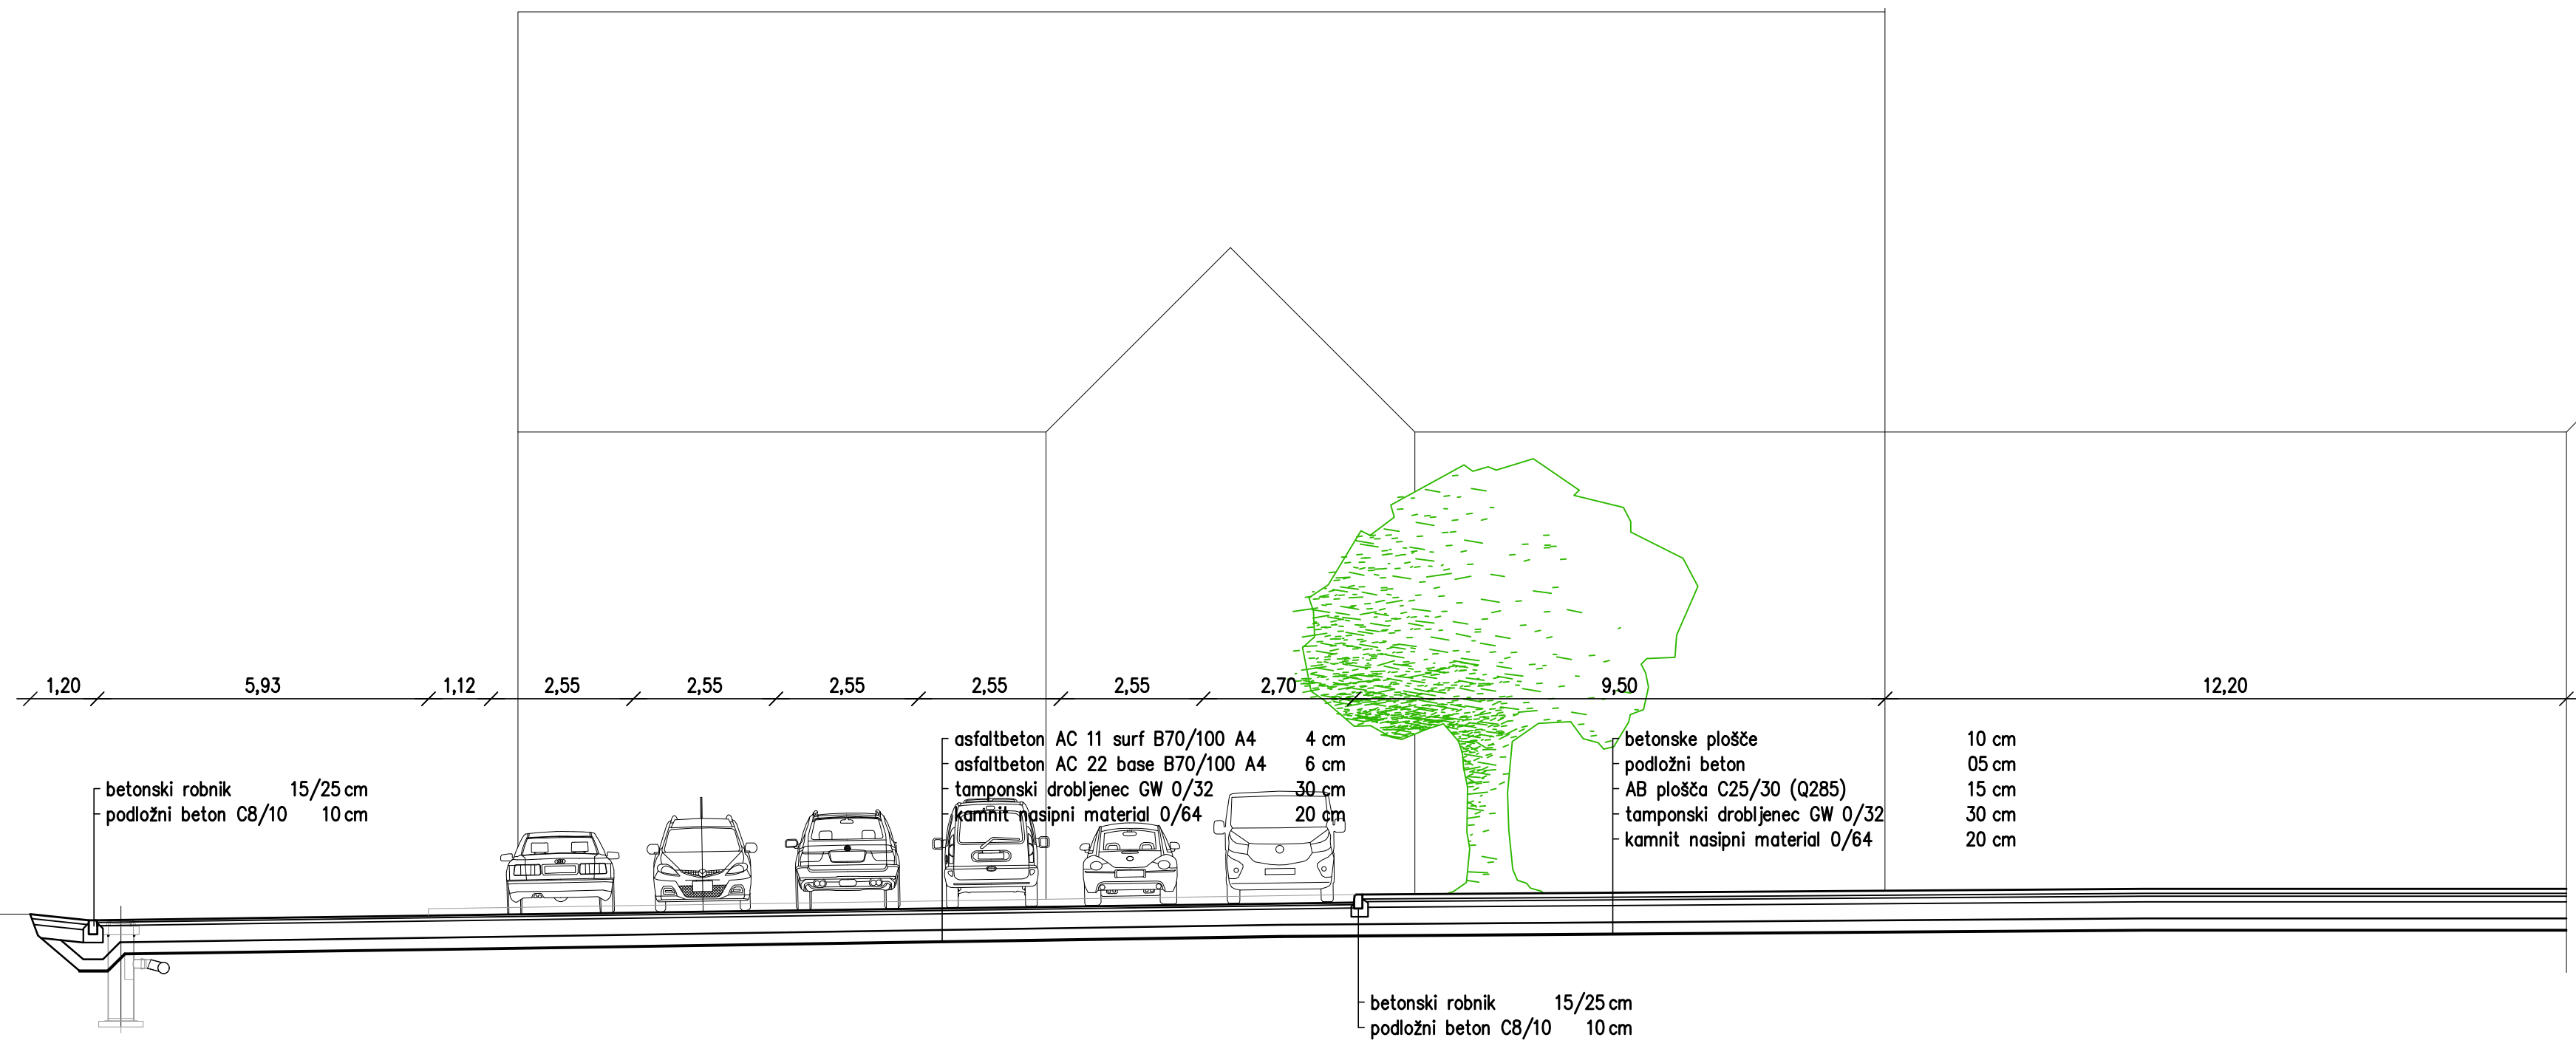 1,20 5,93 1,12 2,55 2,55 2,55 2,55 2,55 2,70 9,50 12,20
asfaltbeton AC 11 surf B70/100 A4 4 cm
asfaltbeton AC 22 base B70/100 A4 6 cm
tamponski drobljenec GW 0/32 30 cm
kamnit nasipni material 0/64 20 cm
betonske plošče 10 cm
podložni beton 05 cm
AB plošča C25/30 (Q285) 15 cm
tamponski drobljenec GW 0/32 30 cm
kamnit nasipni material 0/64 20 cm
betonski robnik 15/25 cm
podložni beton C8/10 10 cm
betonski robnik 15/25 cm
podložni beton C8/10 10 cm